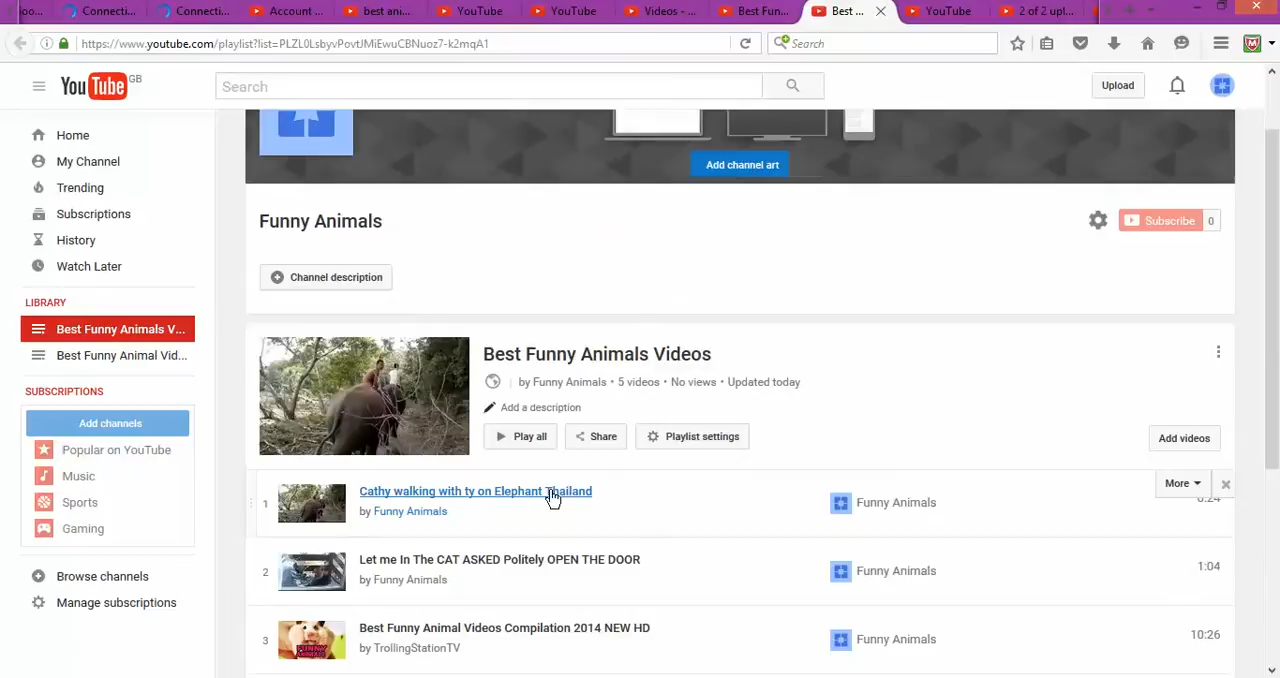 oo...
Connecti...
Connecti...
Account ...
best ani...
YouTube
YouTube
Videos - ...
Best Fun...
Best ...
YouTube
2 of 2 upl...
https://www.youtube.com/playlist?list=PLZL0LsbyvPovtJMiEwuCBNuoz7-k2mqA1
Search
YouTube GB
Search
Upload
Home
My Channel
Trending
Subscriptions
History
Watch Later
LIBRARY
Best Funny Animals V...
Best Funny Animal Vid...
SUBSCRIPTIONS
Add channels
Popular on YouTube
Music
Sports
Gaming
Browse channels
Manage subscriptions
Add channel art
Funny Animals
Subscribe 0
Channel description
Best Funny Animals Videos
by Funny Animals • 5 videos • No views • Updated today
Add a description
Play all
Share
Playlist settings
Add videos
1
Cathy walking with ty on Elephant Thailand
by Funny Animals
Funny Animals
More
0:24
2
Let me In The CAT ASKED Politely OPEN THE DOOR
by Funny Animals
Funny Animals
1:04
3
FUNNY ANIMALS
Best Funny Animal Videos Compilation 2014 NEW HD
by TrollingStationTV
Funny Animals
10:26